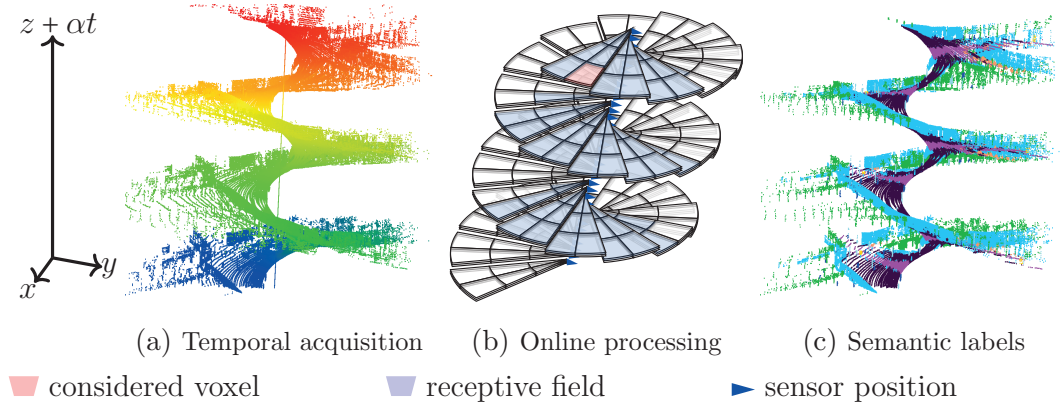 z + αt
x
y
(a) Temporal acquisition
(b) Online processing
(c) Semantic labels
considered voxel
receptive field
sensor position